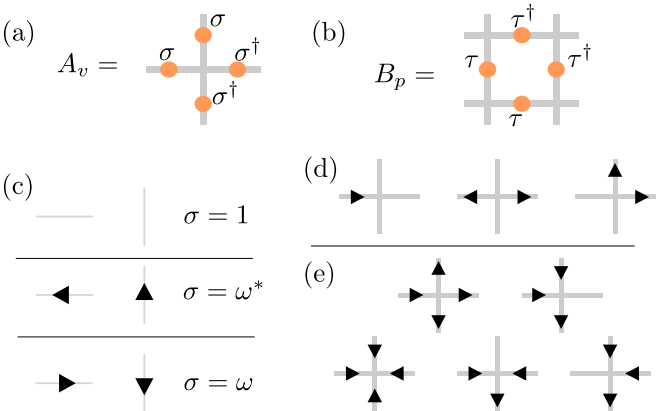 (a)
σ
σ
σ†
A_v =
σ†
(b)
τ†
τ
τ†
B_p =
τ
(c)
σ = 1
σ = ω*
σ = ω
(d)
(e)